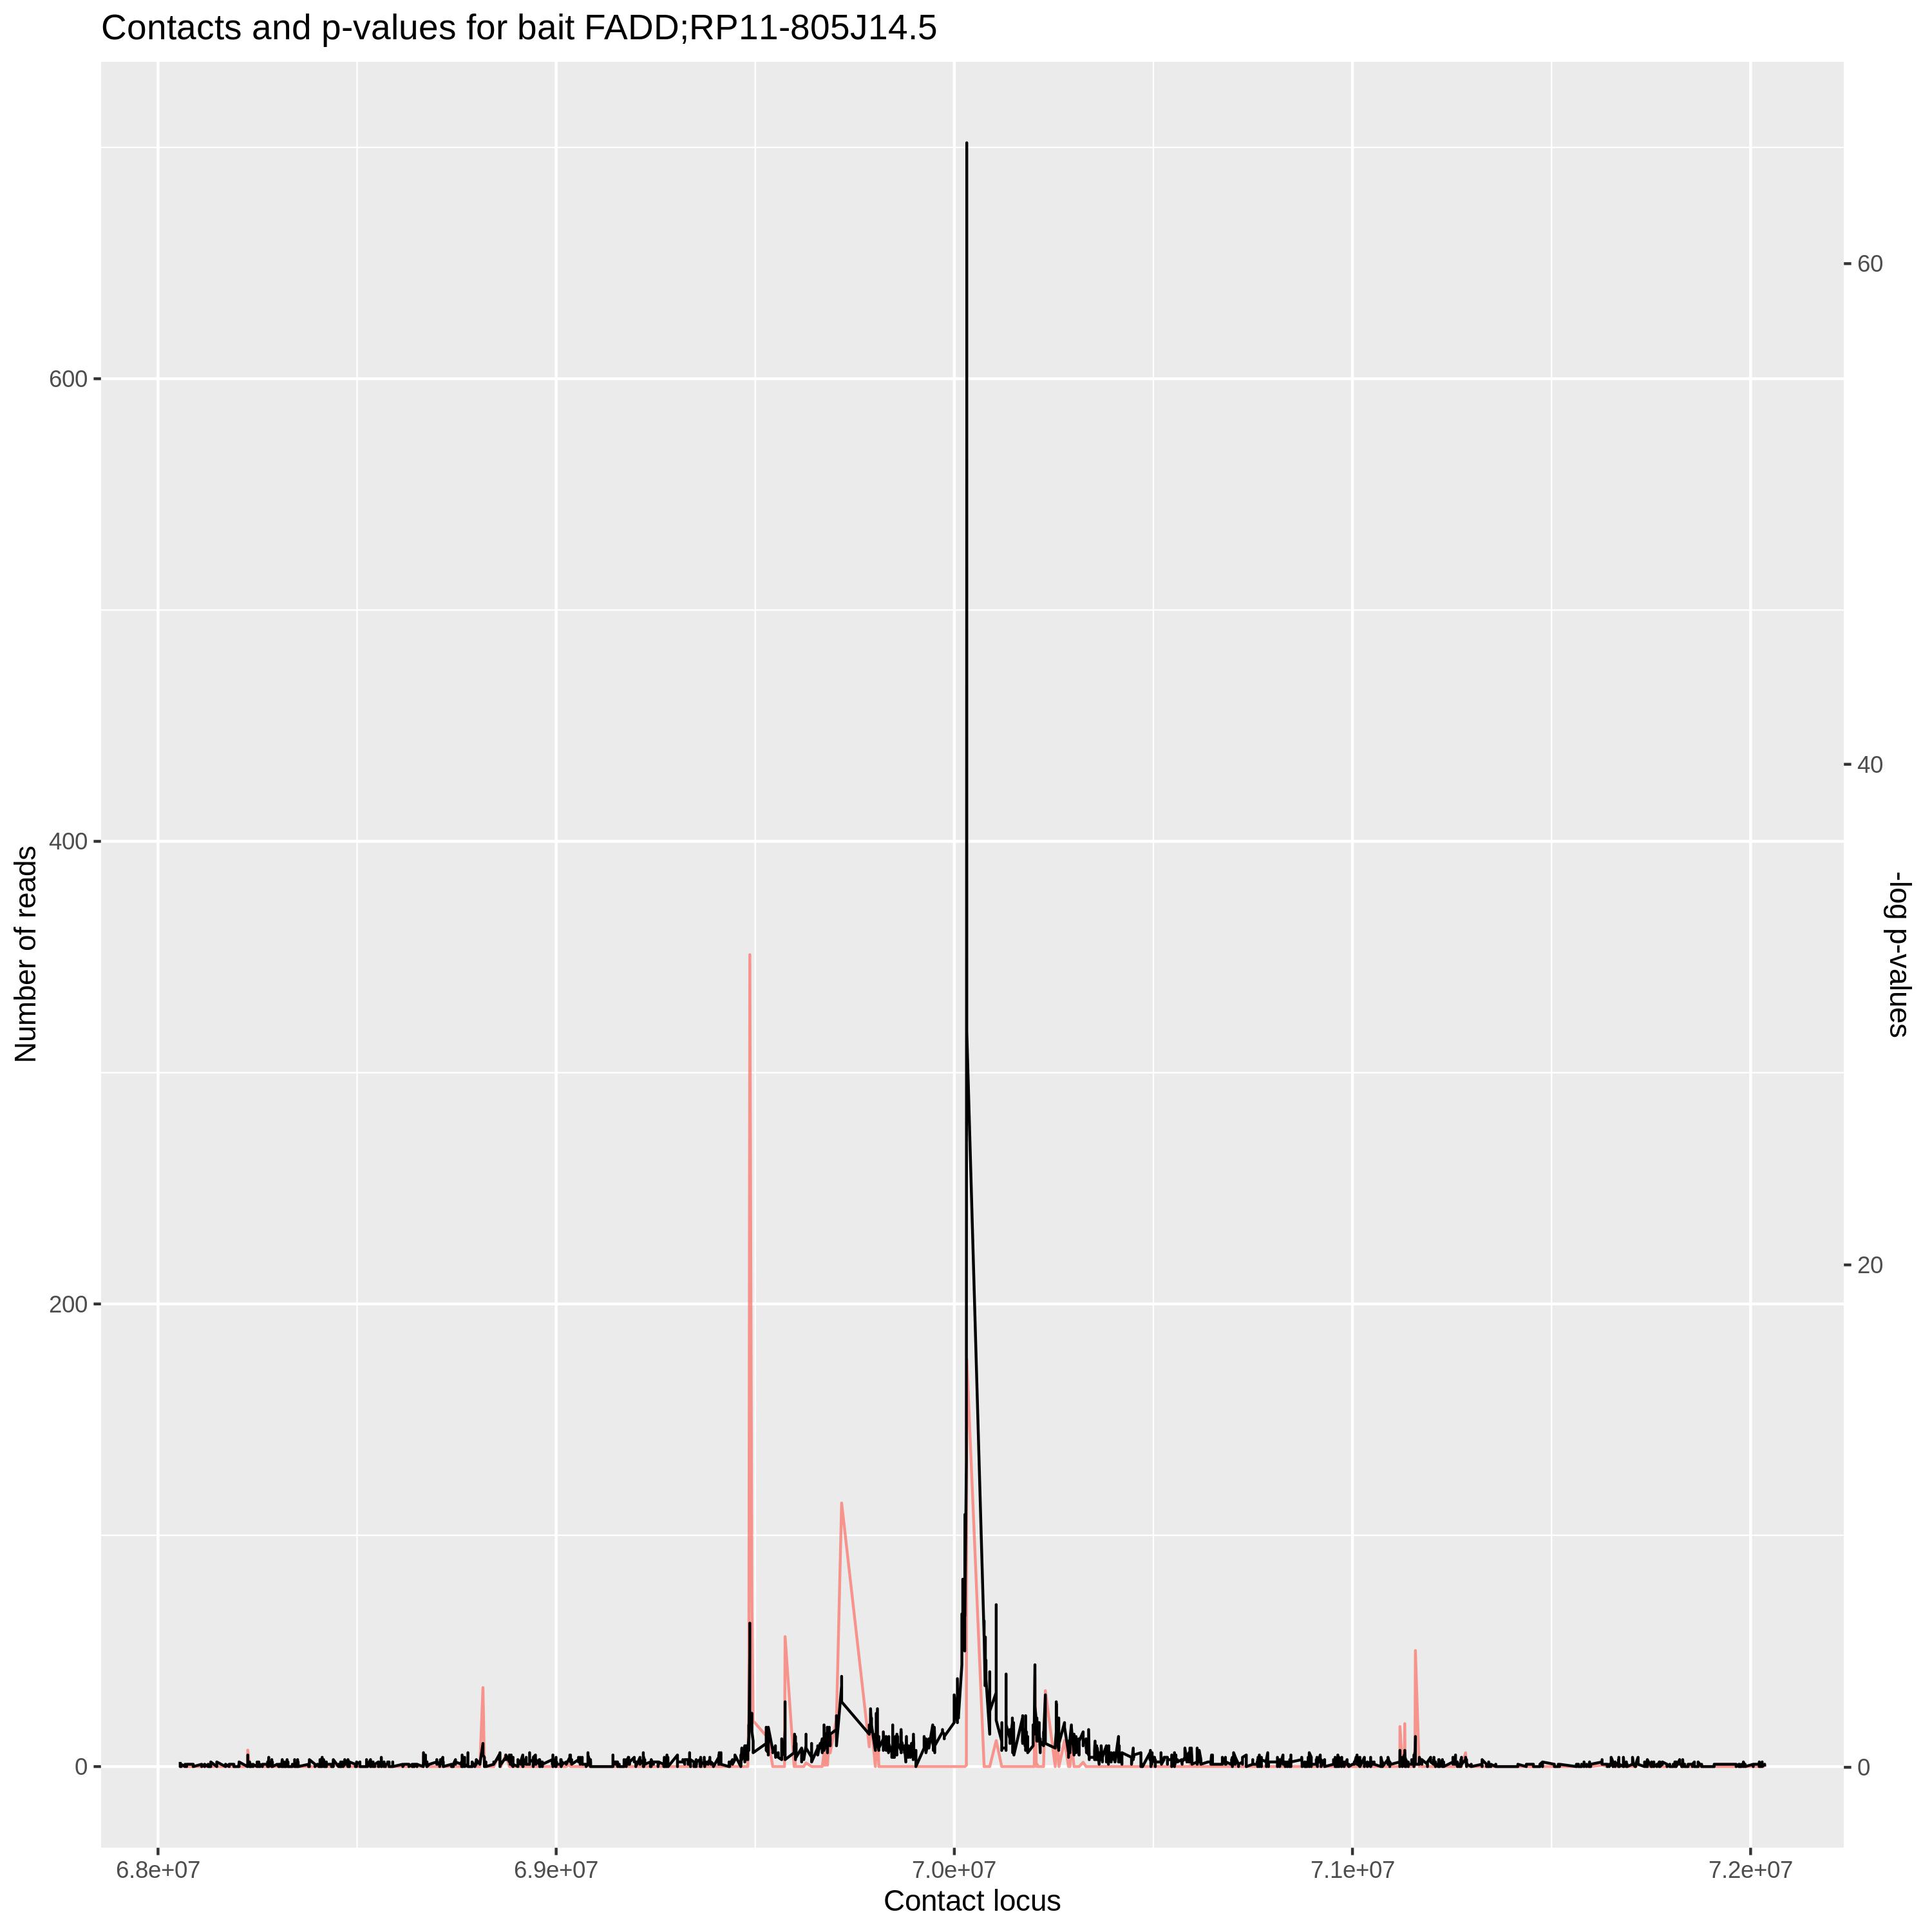 Contacts and p-values for bait FADD;RP11-805J14.5
600
400
200
0
60
40
20
0
Number of reads
-log p-values
6.8e+07 6.9e+07 7.0e+07 7.1e+07 7.2e+07
Contact locus